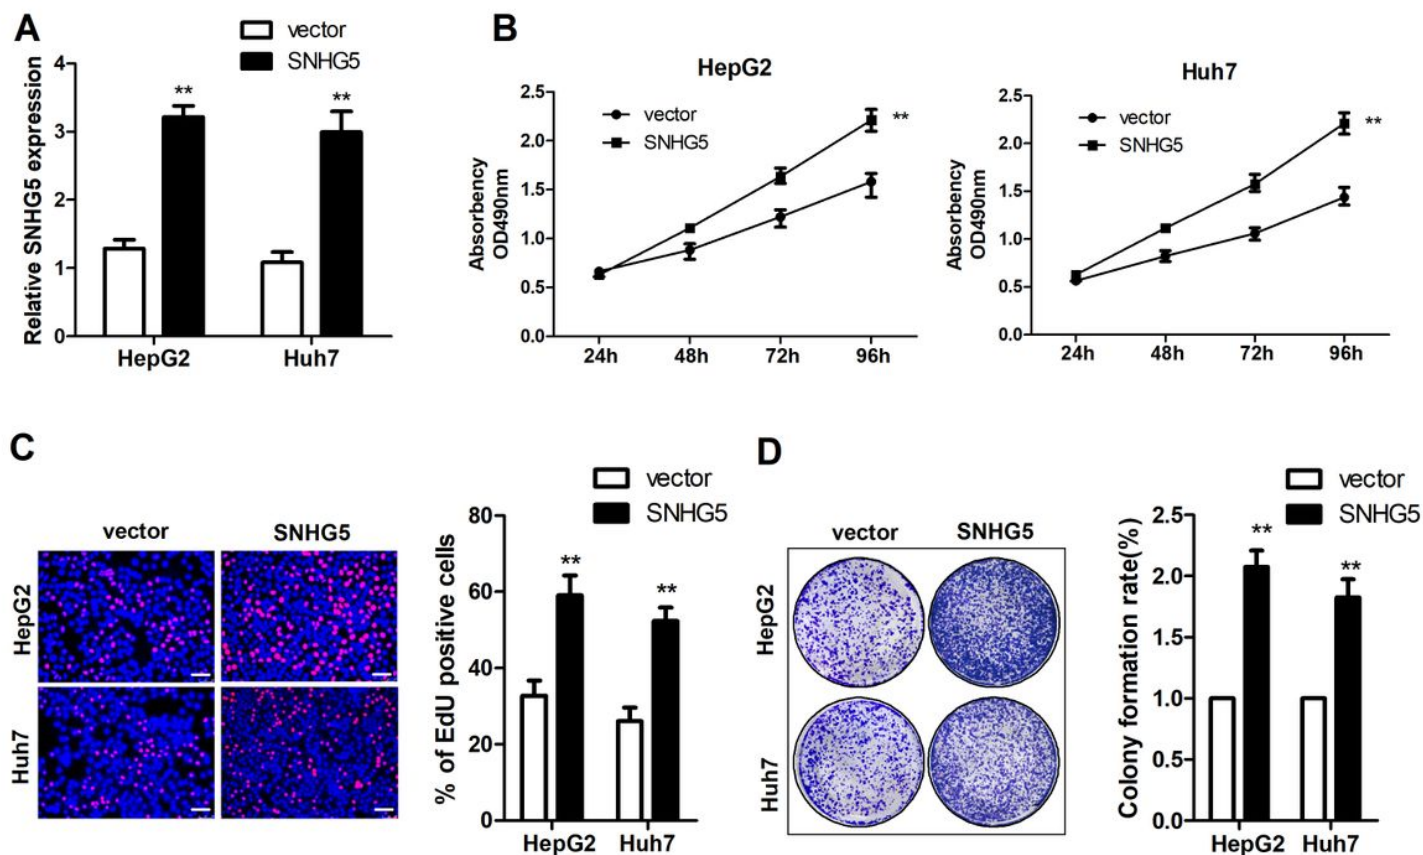 A
vector
SNHG5
Relative SNHG5 expression
4
3
2
1
0
**
**
HepG2
Huh7
B
HepG2
vector
SNHG5
Absorbency
OD490nm
2.5
2.0
1.5
1.0
0.5
0.0
**
24h
48h
72h
96h
Huh7
vector
SNHG5
Absorbency
OD490nm
2.5
2.0
1.5
1.0
0.5
0.0
**
24h
48h
72h
96h
C
vector
SNHG5
HepG2
Huh7
vector
SNHG5
% of EdU positive cells
80
60
40
20
0
**
**
HepG2
Huh7
D
vector
SNHG5
HepG2
Huh7
vector
SNHG5
Colony formation rate(%)
2.5
2.0
1.5
1.0
0.5
0.0
**
**
HepG2
Huh7